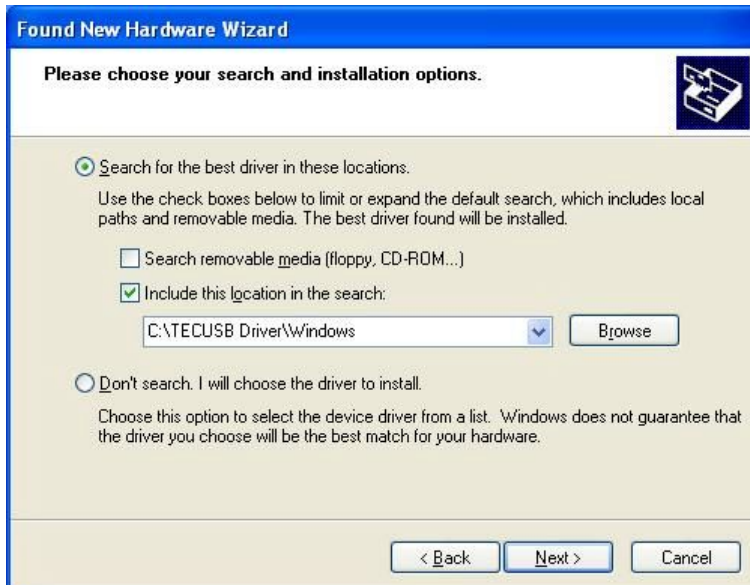 Found New Hardware Wizard
Please choose your search and installation options.
Search for the best driver in these locations.
Use the check boxes below to limit or expand the default search, which includes local
paths and removable media. The best driver found will be installed.
Search removable media (floppy, CD-ROM...)
Include this location in the search:
C:\TECUSB Driver\Windows
Browse
Don't search. I will choose the driver to install.
Choose this option to select the device driver from a list. Windows does not guarantee that
the driver you choose will be the best match for your hardware.
< Back Next > Cancel